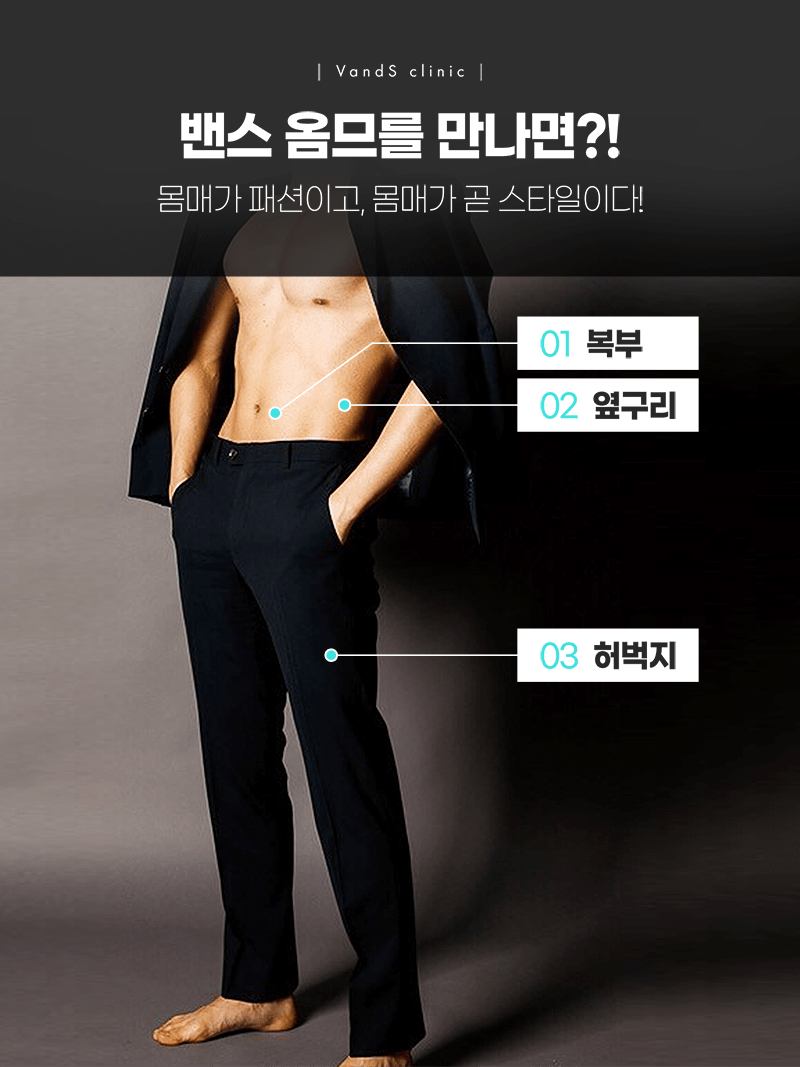 | VandS clinic |
밴스 옴므를 만나면?!
몸매가 패션이고, 몸매가 곧 스타일이다!
01 복부
02 옆구리
03 허벅지